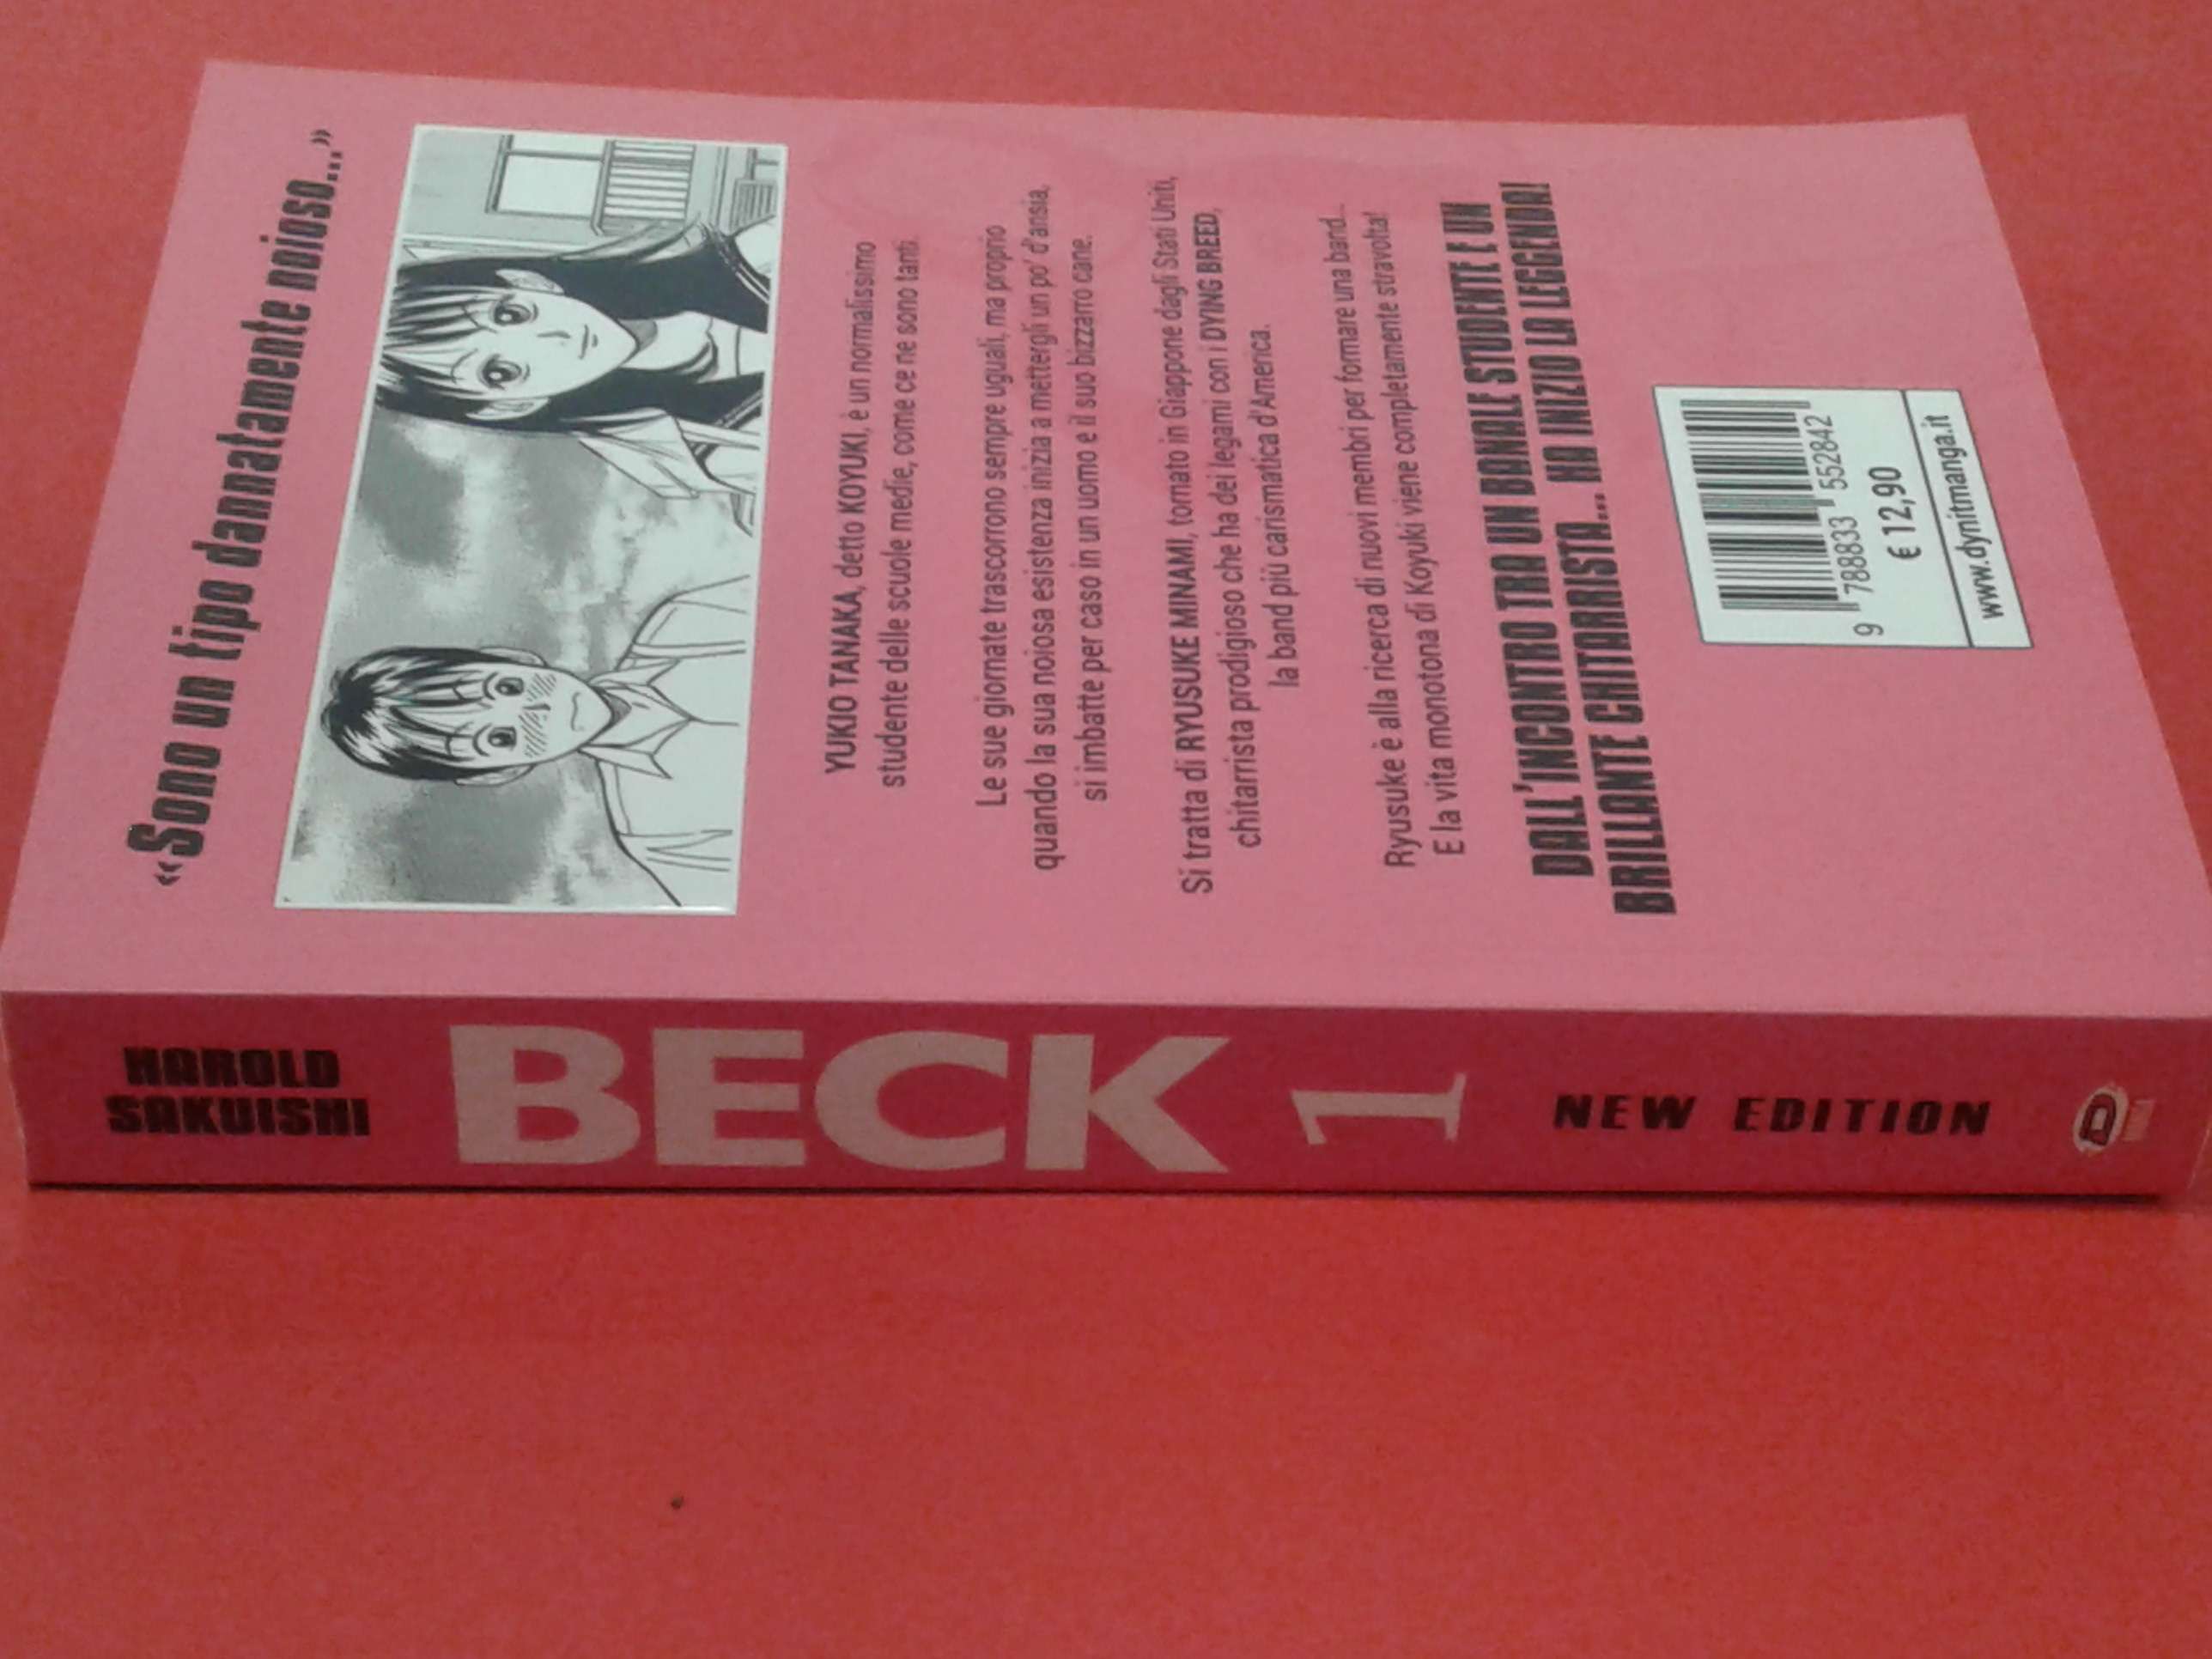 «Sono un tipo dannatamente noioso...»
YUKIO TANAKA, detto KOYUKI, è un normalissimo
studente delle scuole medie, come ce ne sono tanti.
Le sue giornate trascorrono sempre uguali, ma proprio
quando la sua noiosa esistenza inizia a mettergli un po' d'ansia,
si imbatte per caso in un uomo e il suo bizzarro cane.
Si tratta di RYUSUKE MINAMI, tornato in Giappone dagli Stati Uniti,
chitarrista prodigioso che ha dei legami con i DYING BREED,
la band più carismatica d'America.
Ryusuke è alla ricerca di nuovi membri per formare una band...
E la vita monotona di Koyuki viene completamente stravolta!
DALL'INCONTRO TRA UN BANALE STUDENTE E UN
BRILLANTE CHITARRISTA... HA INIZIO LA LEGGENDA!
9 788833 552842
€ 12,90
www.dynitmanga.it
HAROLD
SAKUISHI
BECK 1
NEW EDITION
D